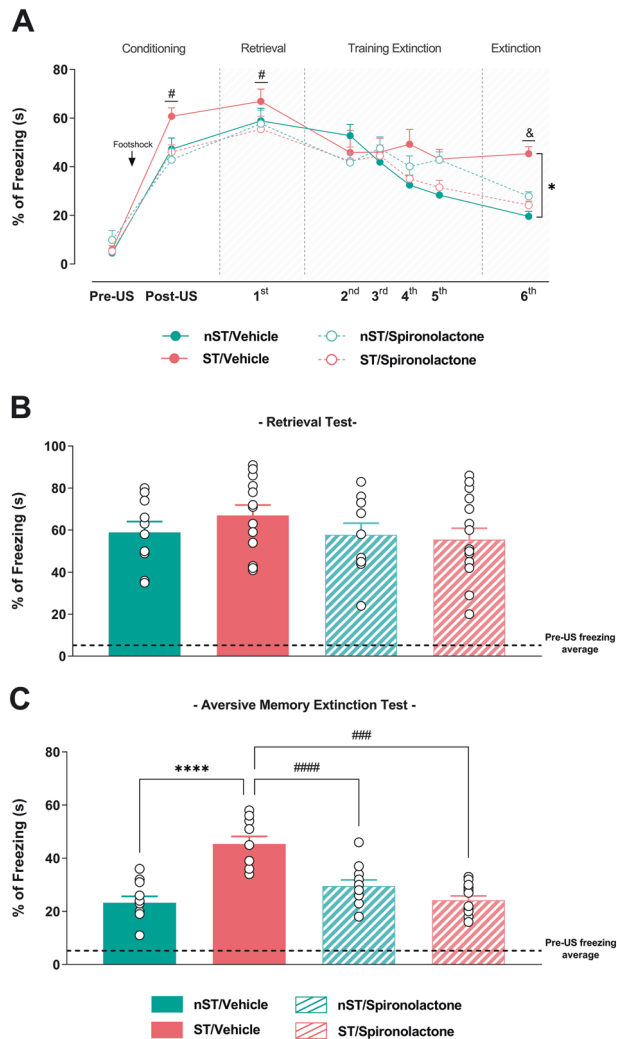 A
Conditioning Retrieval Training Extinction Extinction
% of Freezing (s)
80
60
40
20
0
Footshock
#
#
&
*
Pre-US Post-US 1st 2nd 3rd 4th 5th 6th
nST/Vehicle nST/Spironolactone
ST/Vehicle ST/Spironolactone
B
- Retrieval Test-
% of Freezing (s)
100
80
60
40
20
0
Pre-US freezing
average
C
- Aversive Memory Extinction Test -
% of Freezing (s)
80
60
40
20
0
###
**** ####
Pre-US freezing
average
nST/Vehicle nST/Spironolactone
ST/Vehicle ST/Spironolactone